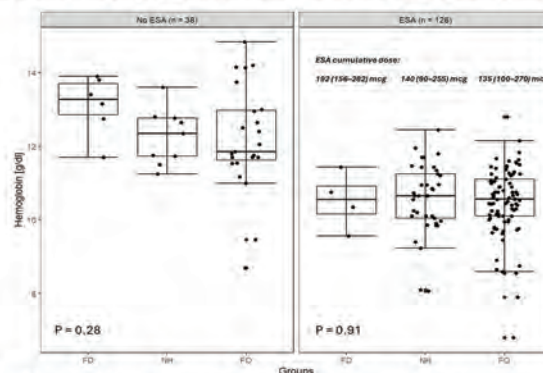 No ESA (n = 38)
ESA (n = 126)
ESA cumulative dose:
192 (156–262) mcg 140 (90–255) mcg 135 (100–270) mcg
14
12
10
8
Hemoglobin [g/dl]
P = 0.28
P = 0.91
FD NH FO
FD NH FO
Groups